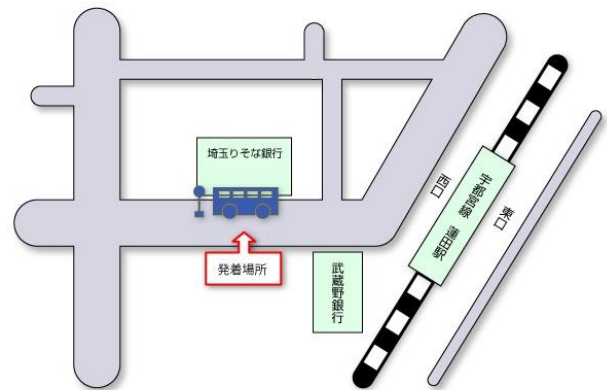 埼玉りそな銀行
発着場所
武蔵野銀行
西口
宇都宮線　蓮田駅
東口